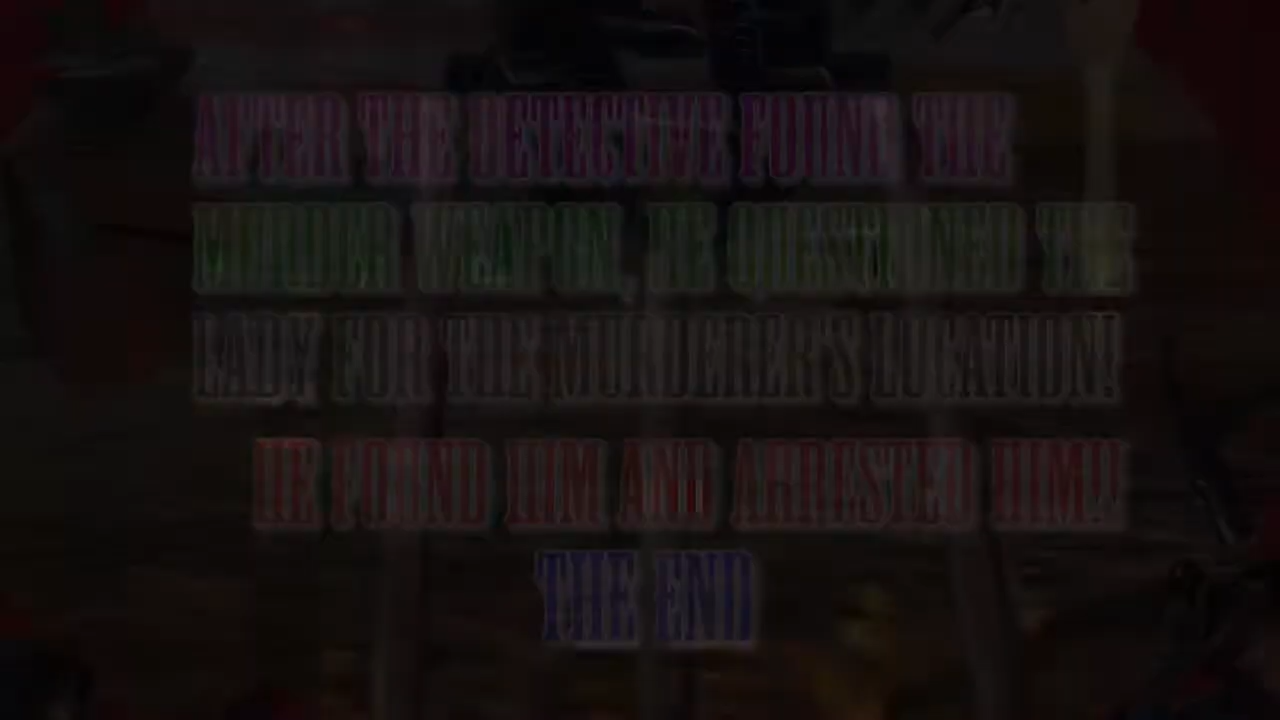 AFTER THE DETECTIVE FOUND THE
MURDER WEAPON, HE QUESTIONED THE
LADY FOR THE MURDERER'S LOCATION!
HE FOUND HIM AND ARRESTED HIM!!
THE END